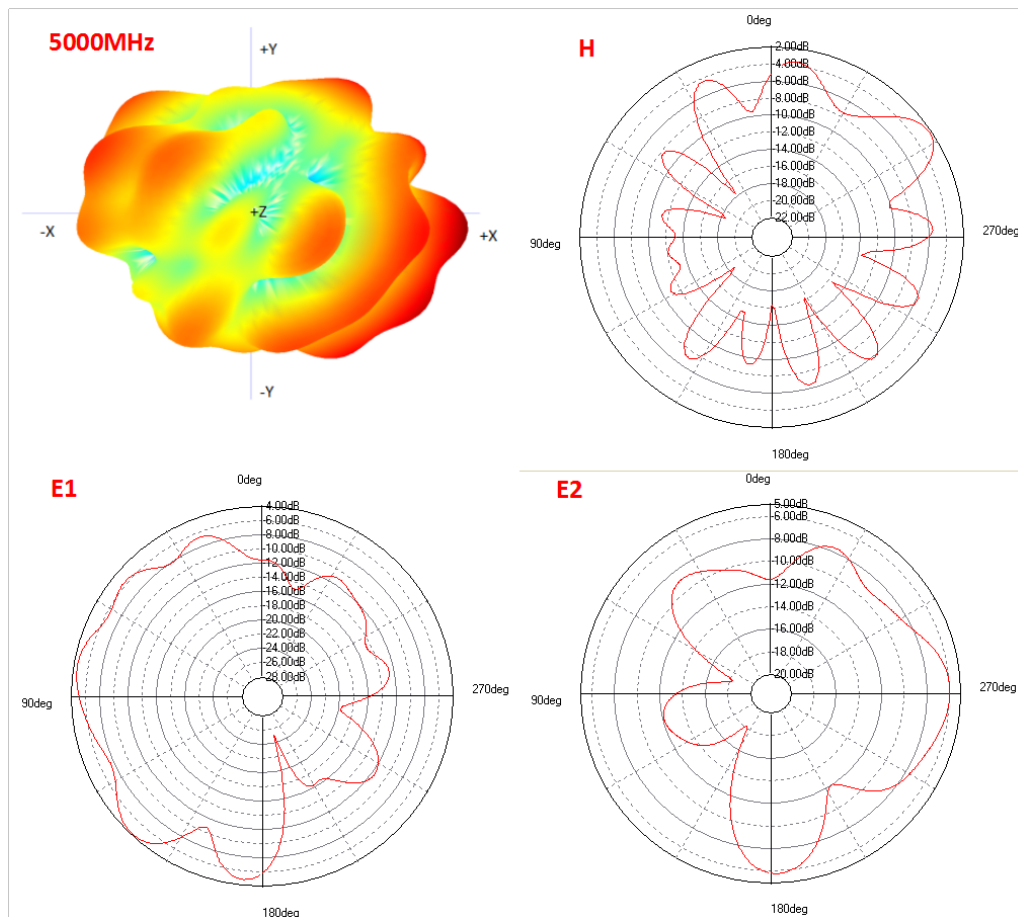 5000MHz
+Y
-X
+Z
+X
-Y
H
0deg
2.00dB
4.00dB
6.00dB
8.00dB
10.00dB
12.00dB
14.00dB
16.00dB
18.00dB
20.00dB
22.00dB
90deg
270deg
180deg
E1
0deg
4.00dB
6.00dB
8.00dB
10.00dB
12.00dB
14.00dB
16.00dB
18.00dB
20.00dB
22.00dB
24.00dB
26.00dB
28.00dB
90deg
270deg
180deg
E2
0deg
5.00dB
6.00dB
8.00dB
10.00dB
12.00dB
14.00dB
16.00dB
18.00dB
20.00dB
90deg
270deg
180deg